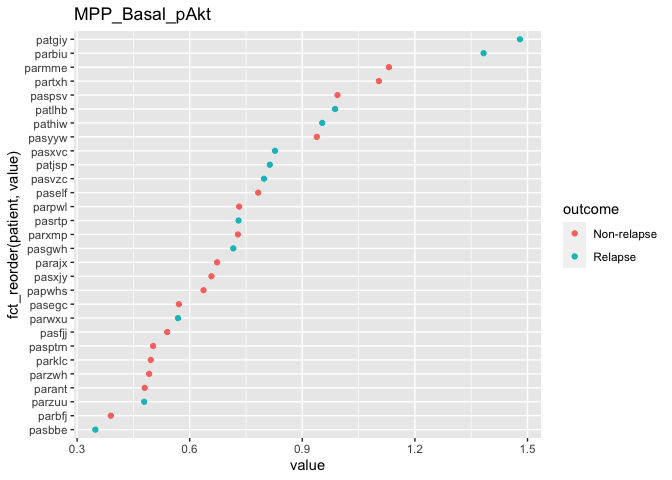 MPP_Basal_pAkt
fct_reorder(patient, value)
patgiy
parbiu
parmme
partxh
paspsv
patlhb
pathiw
pasyyw
pasxvc
patjsp
pasvzc
paself
parpwl
pasrtp
parxmp
pasgwh
parajx
pasxjy
papwhs
pasegc
parwxu
pasfjj
pasptm
parklc
parzwh
parant
parzuu
parbfj
pasbbe
0.3 0.6 0.9 1.2 1.5
value
outcome
Non-relapse
Relapse